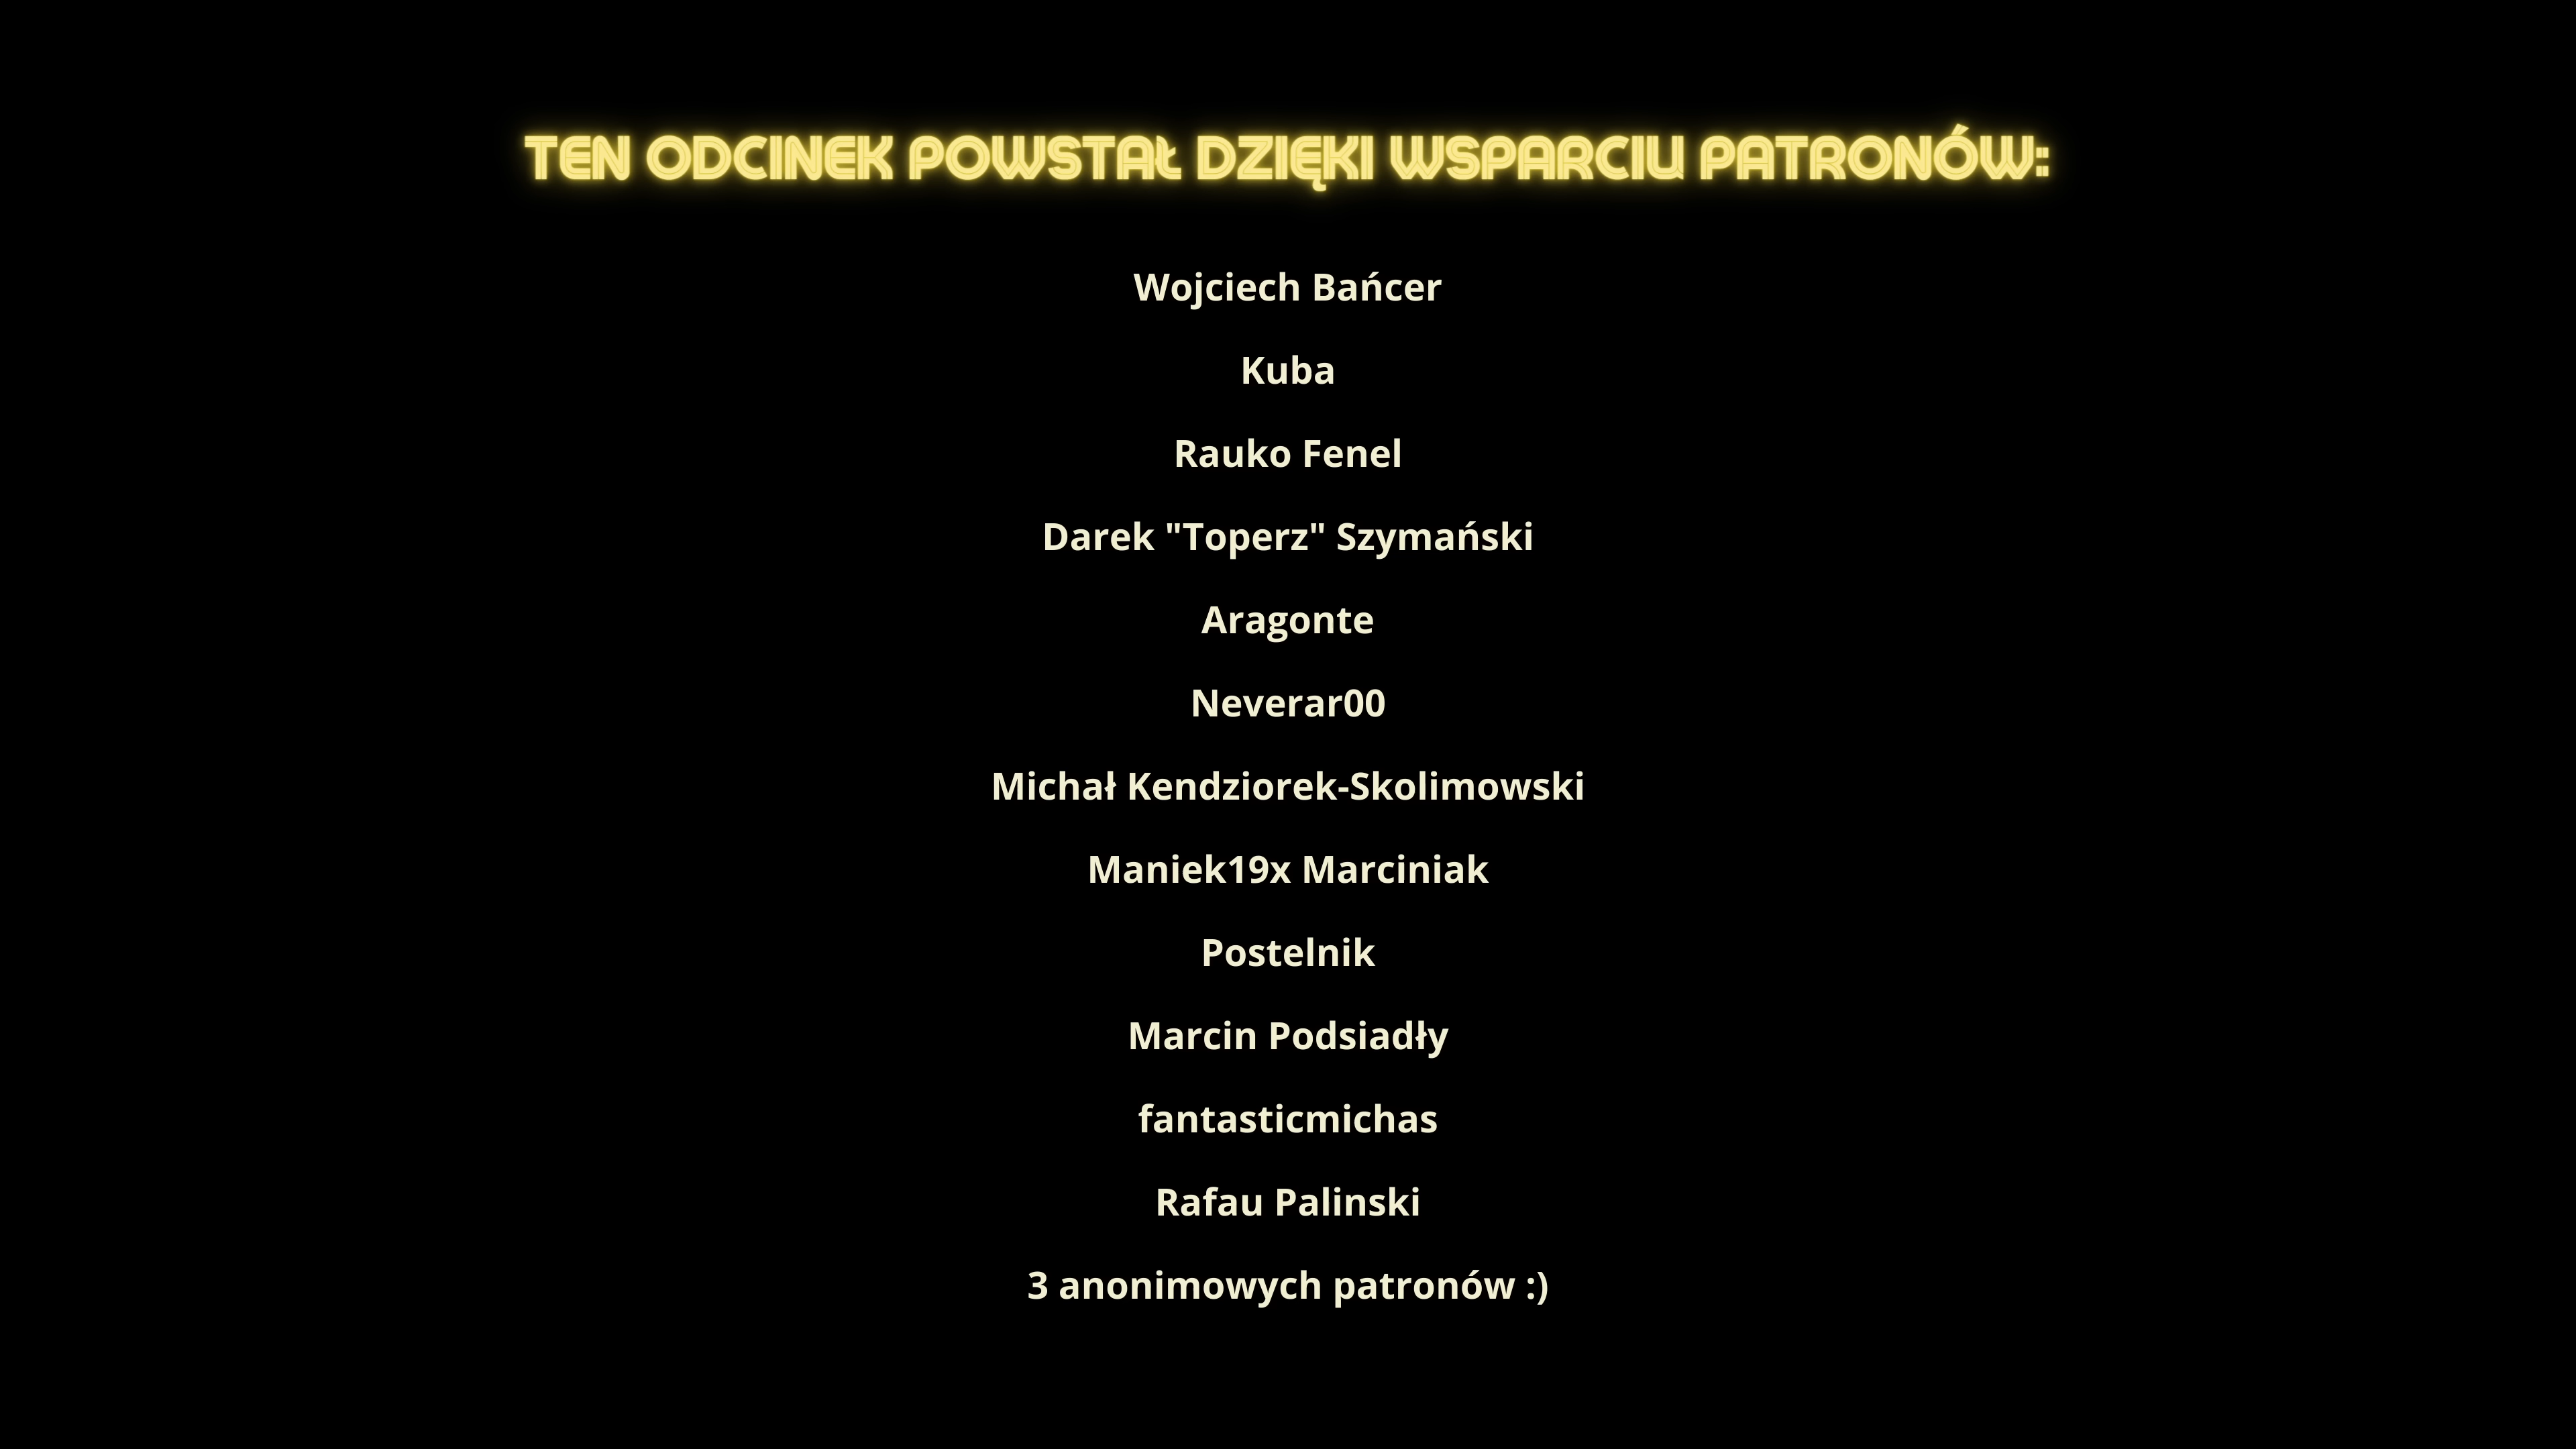 TEN ODCINEK POWSTAŁ DZIĘKI WSPARCIU PATRONÓW:
Wojciech Bańcer
Kuba
Rauko Fenel
Darek "Toperz" Szymański
Aragonte
Neverar00
Michał Kendziorek-Skolimowski
Maniek19x Marciniak
Postelnik
Marcin Podsiadły
fantasticmichas
Rafau Palinski
3 anonimowych patronów :)